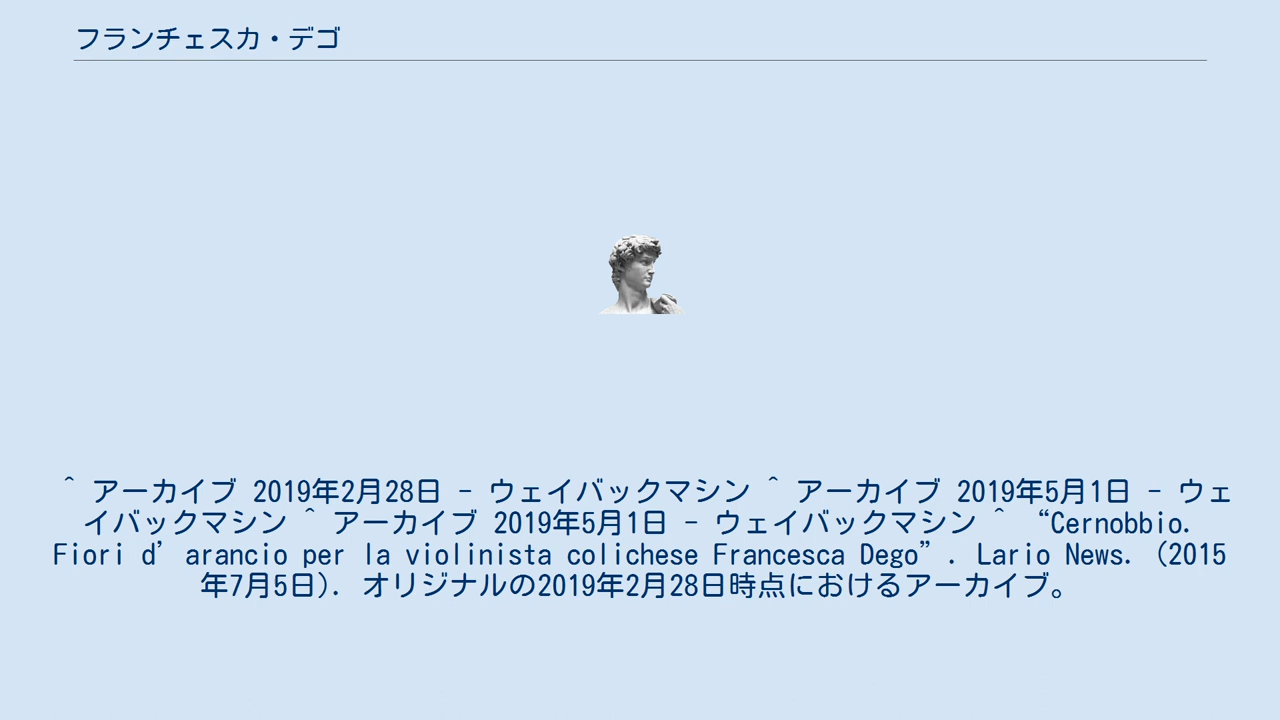 フランチェスカ・デゴ
^ アーカイブ 2019年2月28日 - ウェイバックマシン ^ アーカイブ 2019年5月1日 - ウェ
イバックマシン ^ アーカイブ 2019年5月1日 - ウェイバックマシン ^ “Cernobbio.
Fiori d’arancio per la violinista colichese Francesca Dego”. Lario News. (2015
年7月5日). オリジナルの2019年2月28日時点におけるアーカイブ。